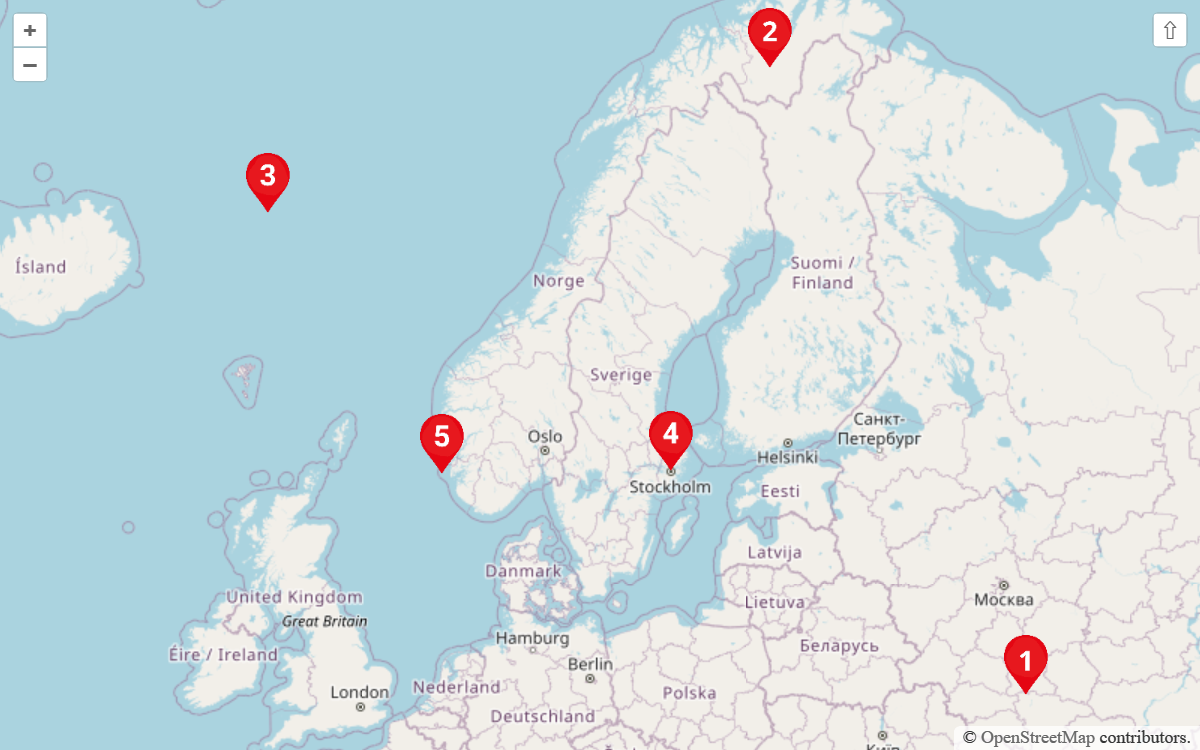 +
−
⇧
2
3
Ísland
Norge
Suomi /
Finland
Sverige
5
4
Oslo
Санкт-
Петербург
Helsinki
Stockholm
Eesti
Danmark
Latvija
United Kingdom
Great Britain
Lietuva
Москва
Hamburg
Беларусь
Éire / Ireland
Berlin
1
London
Nederland
Polska
Deutschland
Київ
© OpenStreetMap contributors.